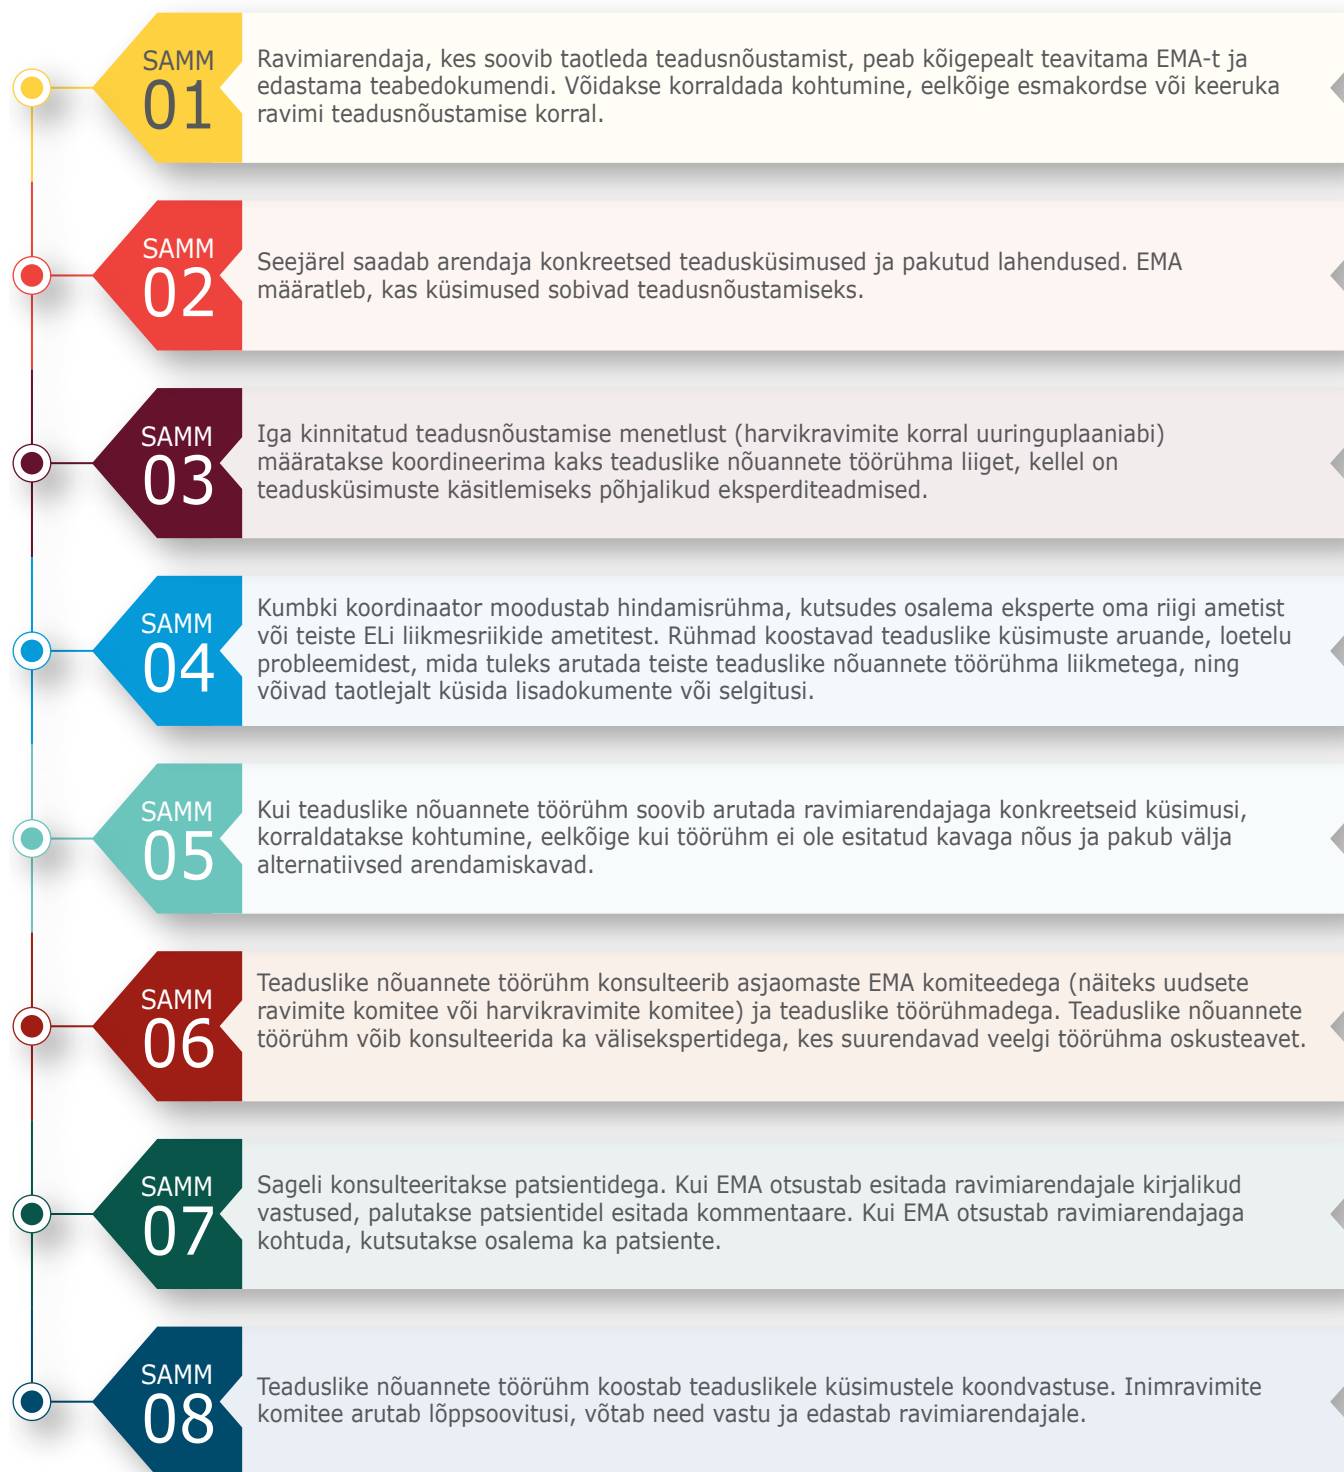 SAMM
01
Ravimiarendaja, kes soovib taotleda teadusnõustamist, peab kõigepealt teavitama EMA-t ja
edastama teabedokumendi. Võidakse korraldada kohtumine, eelkõige esmakordse või keeruka
ravimi teadusnõustamise korral.
SAMM
02
Seejärel saadab arendaja konkreetsed teadusküsimused ja pakutud lahendused. EMA
määratleb, kas küsimused sobivad teadusnõustamiseks.
SAMM
03
Iga kinnitatud teadusnõustamise menetlust (harvikravimite korral uuringuplaaniabi)
määratakse koordineerima kaks teaduslike nõuannete töörühma liiget, kellel on
teadusküsimuste käsitlemiseks põhjalikud eksperditeadmised.
SAMM
04
Kumbki koordinaator moodustab hindamisrühma, kutsudes osalema eksperte oma riigi ametist
või teiste ELi liikmesriikide ametitest. Rühmad koostavad teaduslike küsimuste aruande, loetelu
probleemidest, mida tuleks arutada teiste teaduslike nõuannete töörühma liikmetega, ning
võivad taotlejalt küsida lisadokumente või selgitusi.
SAMM
05
Kui teaduslike nõuannete töörühm soovib arutada ravimiarendajaga konkreetseid küsimusi,
korraldatakse kohtumine, eelkõige kui töörühm ei ole esitatud kavaga nõus ja pakub välja
alternatiivsed arendamiskavad.
SAMM
06
Teaduslike nõuannete töörühm konsulteerib asjaomaste EMA komiteedega (näiteks uudsete
ravimite komitee või harvikravimite komitee) ja teaduslike töörühmadega. Teaduslike nõuannete
töörühm võib konsulteerida ka välisekspertidega, kes suurendavad veelgi töörühma oskusteavet.
SAMM
07
Sageli konsulteeritakse patsientidega. Kui EMA otsustab esitada ravimiarendajale kirjalikud
vastused, palutakse patsientidel esitada kommentaare. Kui EMA otsustab ravimiarendajaga
kohtuda, kutsutakse osalema ka patsiente.
SAMM
08
Teaduslike nõuannete töörühm koostab teaduslikele küsimustele koondvastuse. Inimravimite
komitee arutab lõppsoovitusi, võtab need vastu ja edastab ravimiarendajale.